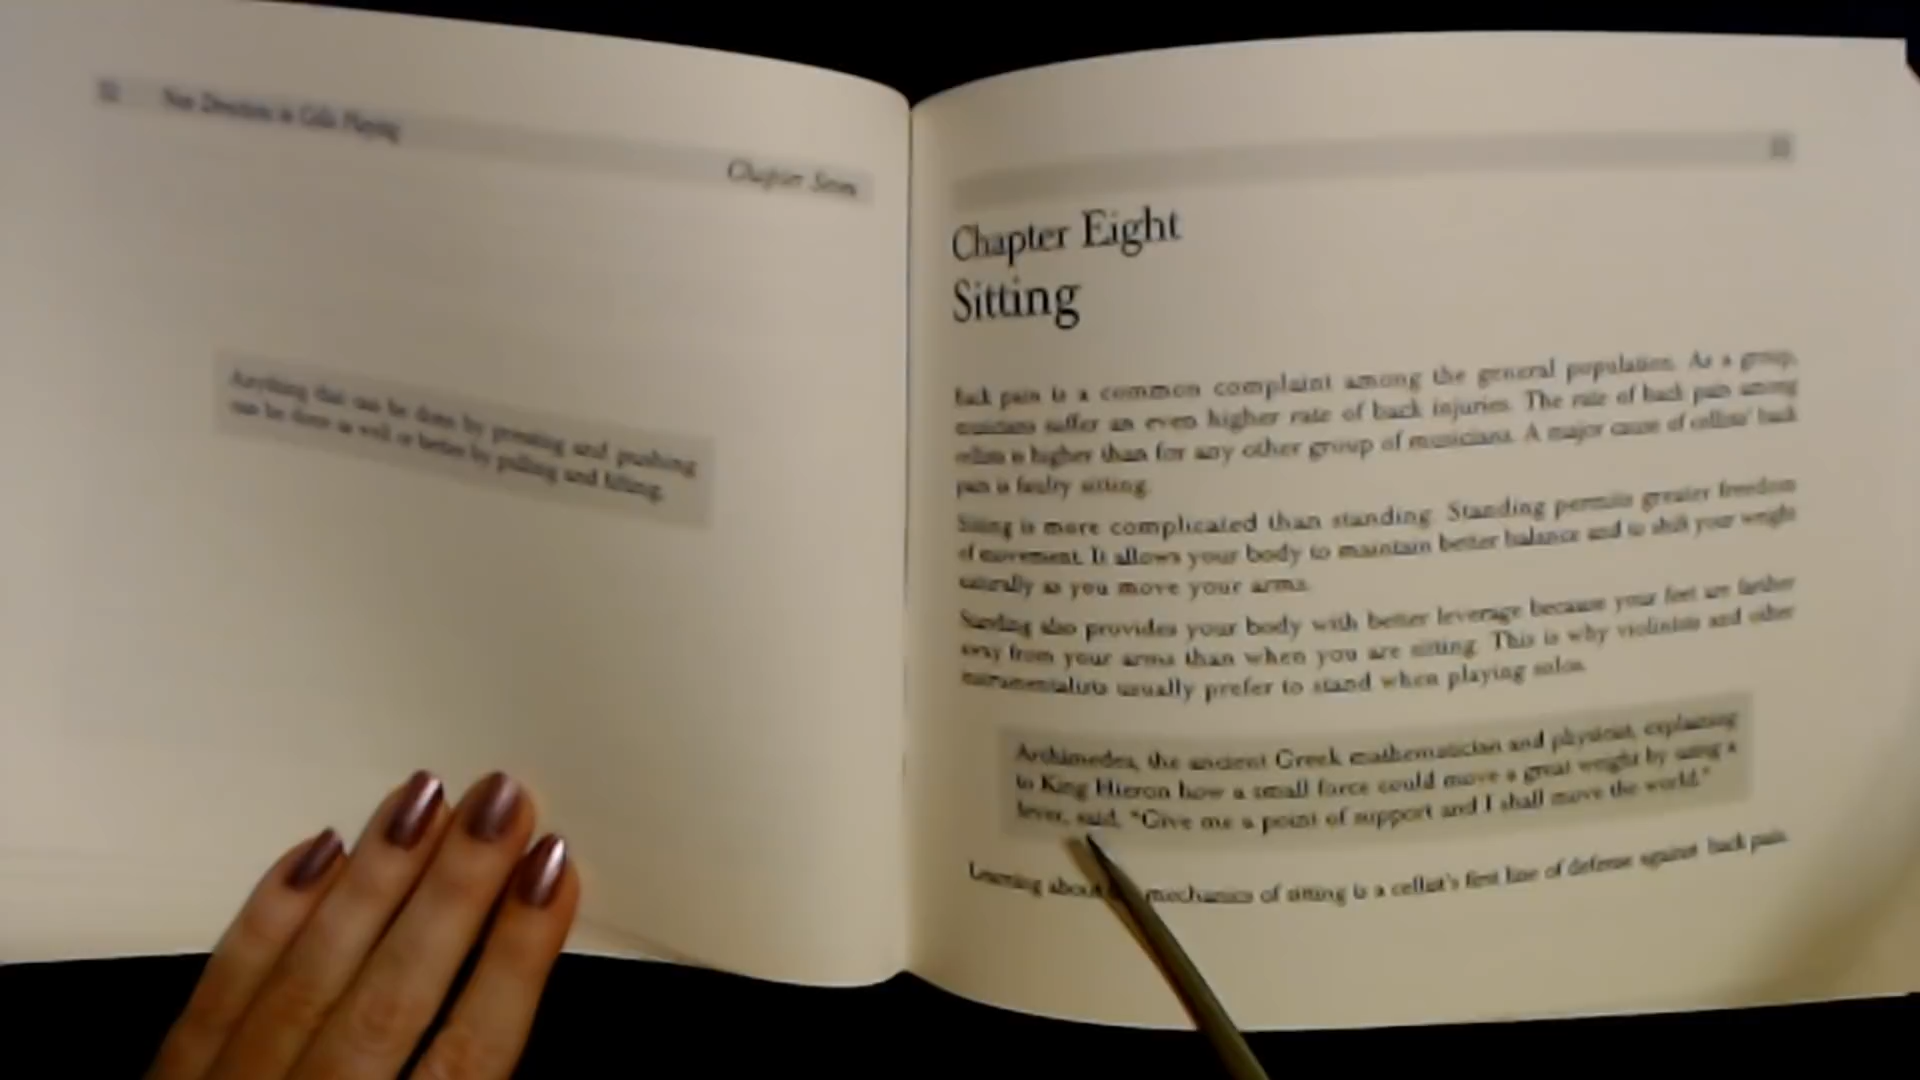 New Directions in Cello Playing
Chapter Seven
Anything that can be done by pressing and pushing
can be done as well or better by pulling and lifting.
Chapter Eight
Sitting
Back pain is a common complaint among the general population. As a group,
musicians suffer an even higher rate of back injuries. The rate of back pain among
cellists is higher than for any other group of musicians. A major cause of cellists' back
pain is faulty sitting.
Sitting is more complicated than standing. Standing permits greater freedom
of movement. It allows your body to maintain better balance and to shift your weight
naturally as you move your arms.
Standing also provides your body with better leverage because your feet are farther
away from your arms than when you are sitting. This is why violinists and other
instrumentalists usually prefer to stand when playing solos.
Archimedes, the ancient Greek mathematician and physicist, explaining
to King Hieron how a small force could move a great weight by using a
lever, said, "Give me a point of support and I shall move the world."
Learning about mechanics of sitting is a cellist's first line of defense against back pain.